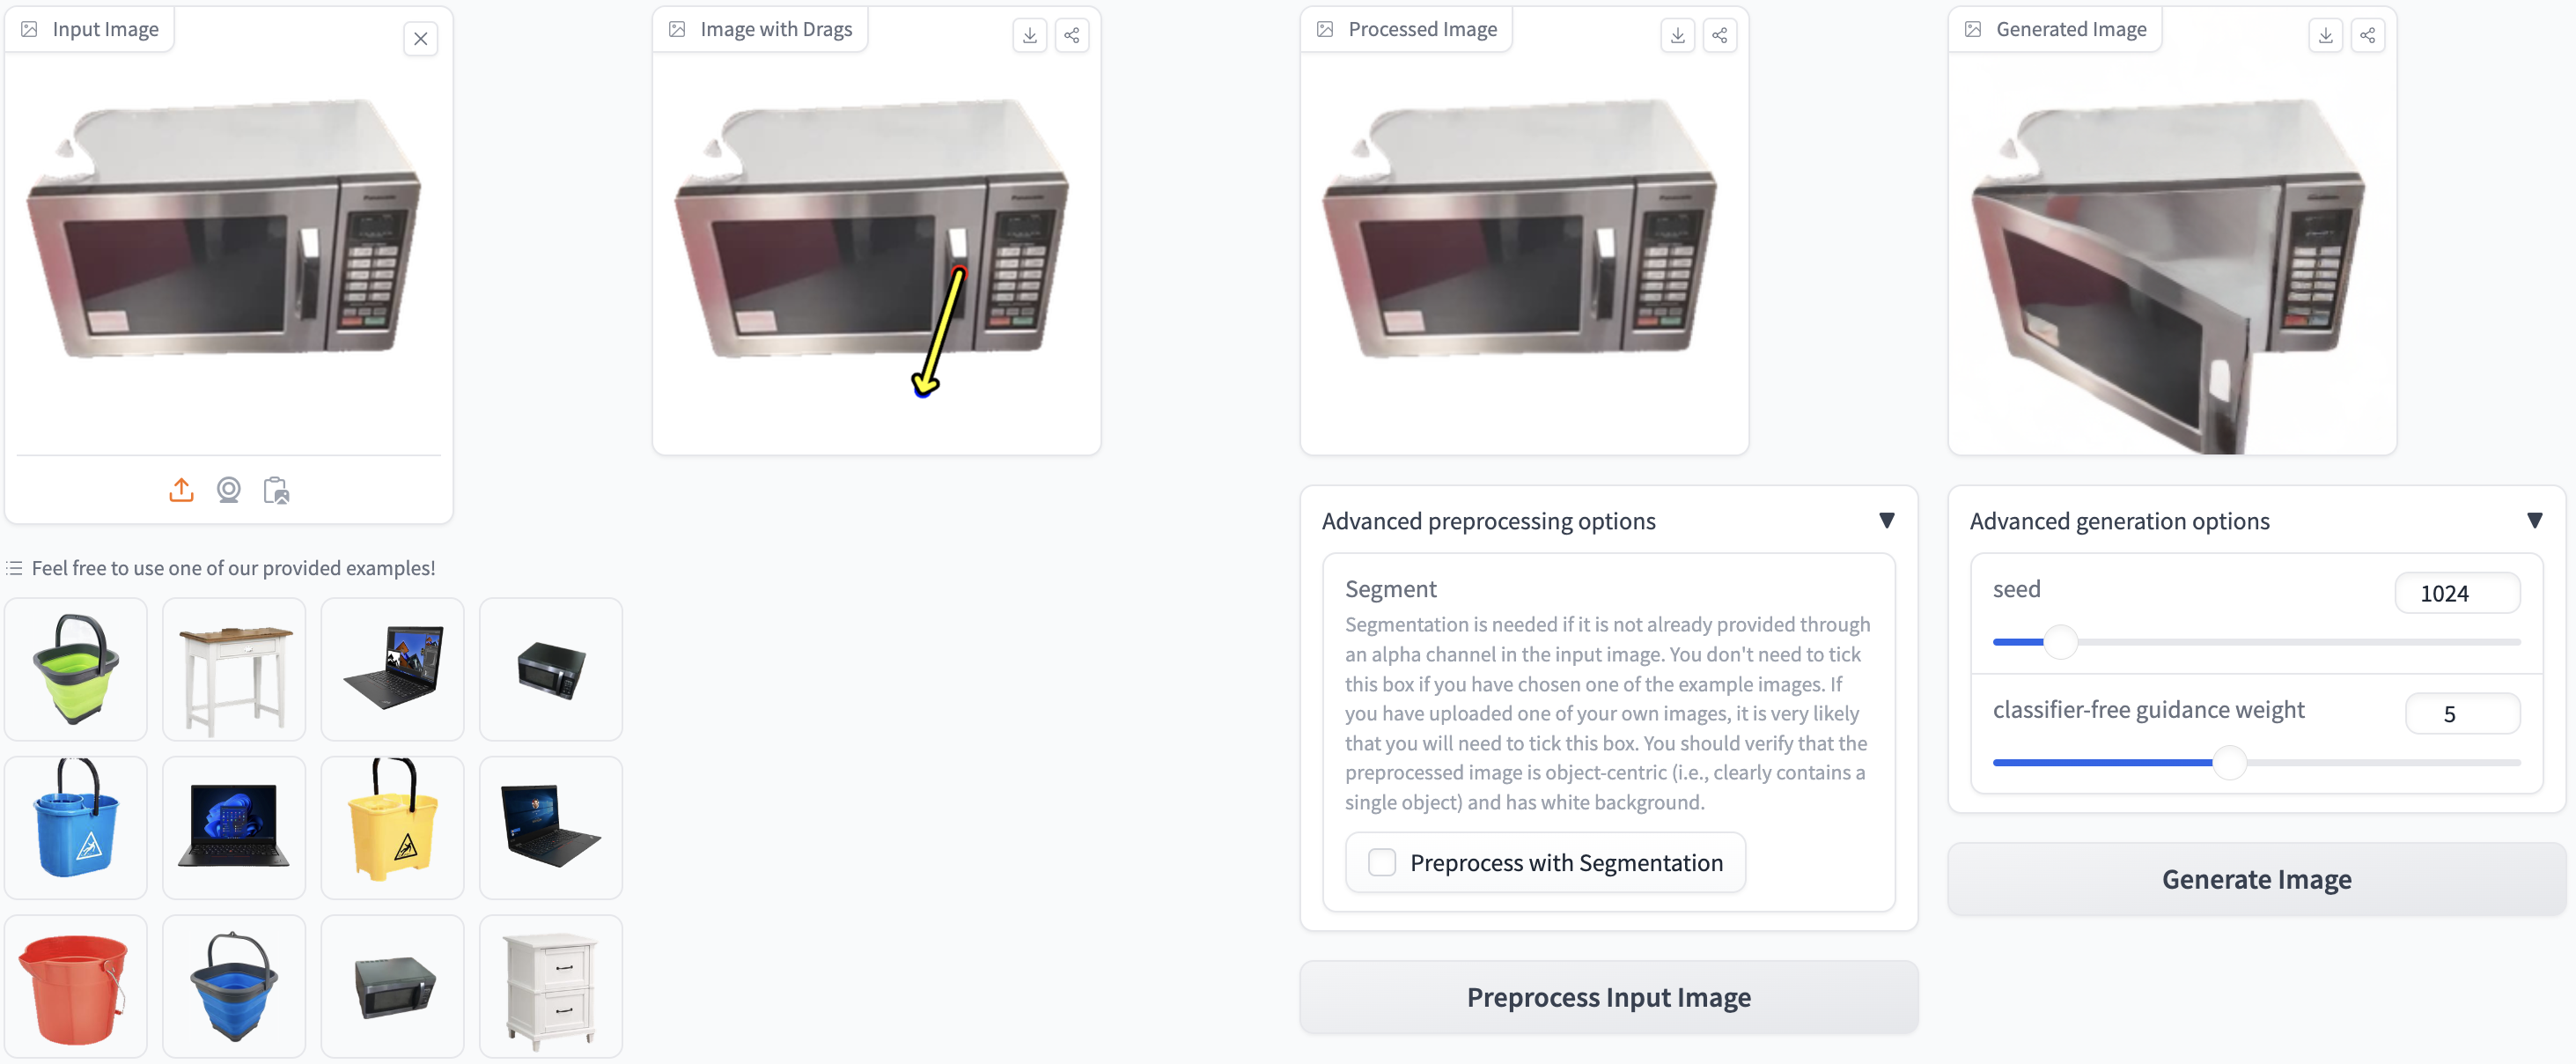 Input Image
Image with Drags
Processed Image
Generated Image
Feel free to use one of our provided examples!
Advanced preprocessing options
Segment
Segmentation is needed if it is not already provided through
an alpha channel in the input image. You don't need to tick
this box if you have chosen one of the example images. If
you have uploaded one of your own images, it is very likely
that you will need to tick this box. You should verify that the
preprocessed image is object-centric (i.e., clearly contains a
single object) and has white background.
Preprocess with Segmentation
Preprocess Input Image
Advanced generation options
seed
1024
classifier-free guidance weight
5
Generate Image